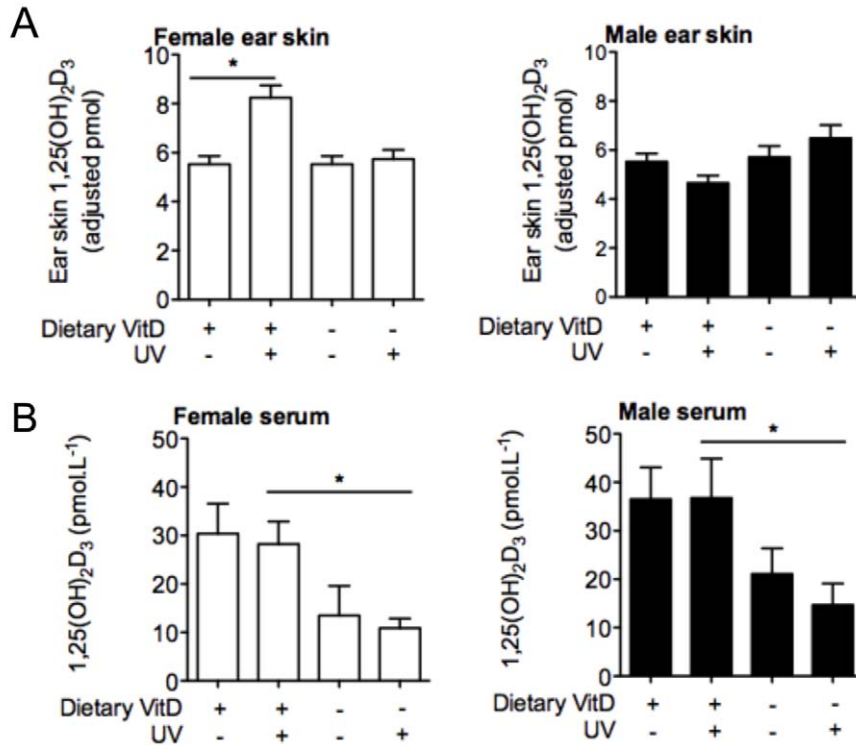 A
Female ear skin
Ear skin 1,25(OH)₂D₃
(adjusted pmol)
10
8
6
4
2
0
*
Dietary VitD + + - -
UV - + - +
Male ear skin
Ear skin 1,25(OH)₂D₃
(adjusted pmol)
10
8
6
4
2
0
+ + - -
- + - +
B
Female serum
1,25(OH)₂D₃ (pmol.L⁻¹)
50
40
30
20
10
0
*
Dietary VitD + + - -
UV - + - +
Male serum
1,25(OH)₂D₃ (pmol.L⁻¹)
50
40
30
20
10
0
*
Dietary VitD + + - -
UV - + - +